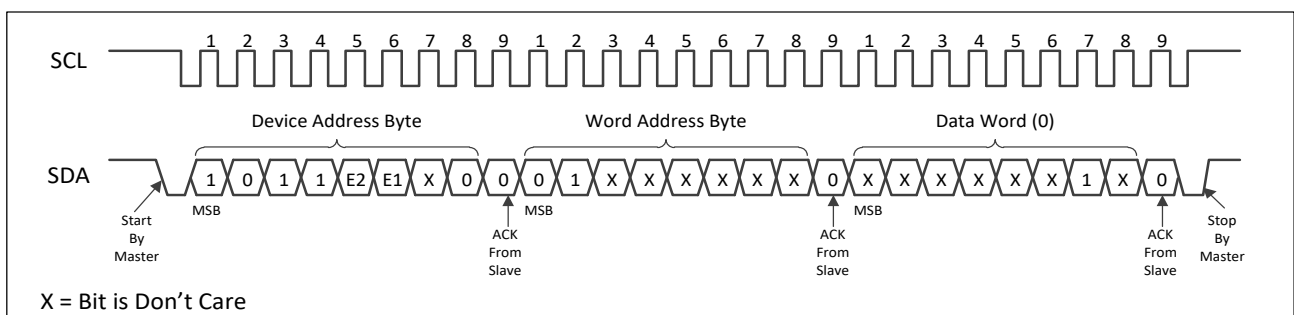 SCL 1 2 3 4 5 6 7 8 9 1 2 3 4 5 6 7 8 9 1 2 3 4 5 6 7 8 9
Device Address Byte Word Address Byte Data Word (0)
SDA 1 0 1 1 E2 E1 X 0 0 0 1 X X X X X X 0 X X X X X X 1 X 0
MSB MSB MSB
Start
By
Master
ACK
From
Slave
ACK
From
Slave
ACK
From
Slave
Stop
By
Master
X = Bit is Don’t Care